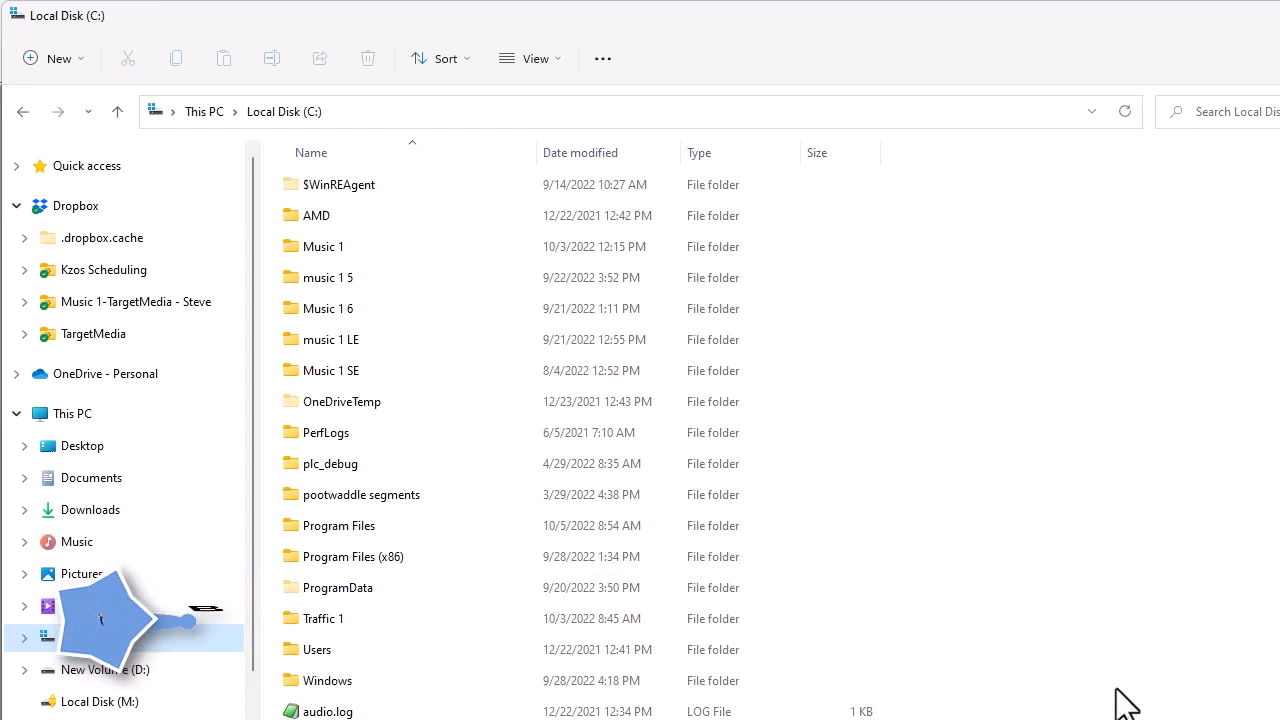 Local Disk (C:)
New Sort View
This PC Local Disk (C:) Search Local Dis
Name Date modified Type Size
Quick access
Dropbox
.dropbox.cache
Kzos Scheduling
Music 1-TargetMedia - Steve
TargetMedia
OneDrive - Personal
This PC
Desktop
Documents
Downloads
Music
Pictures
New Volume (D:)
Local Disk (M:)
$WinREAgent 9/14/2022 10:27 AM File folder
AMD 12/22/2021 12:42 PM File folder
Music 1 10/3/2022 12:15 PM File folder
music 1 5 9/22/2022 3:52 PM File folder
Music 1 6 9/21/2022 1:11 PM File folder
music 1 LE 9/21/2022 12:55 PM File folder
Music 1 SE 8/4/2022 12:52 PM File folder
OneDriveTemp 12/23/2021 12:43 PM File folder
PerfLogs 6/5/2021 7:10 AM File folder
plc_debug 4/29/2022 8:35 AM File folder
pootwaddle segments 3/29/2022 4:38 PM File folder
Program Files 10/5/2022 8:54 AM File folder
Program Files (x86) 9/28/2022 1:34 PM File folder
ProgramData 9/20/2022 3:50 PM File folder
Traffic 1 10/3/2022 8:45 AM File folder
Users 12/22/2021 12:41 PM File folder
Windows 9/28/2022 4:18 PM File folder
audio.log 12/22/2021 12:34 PM LOG File 1 KB